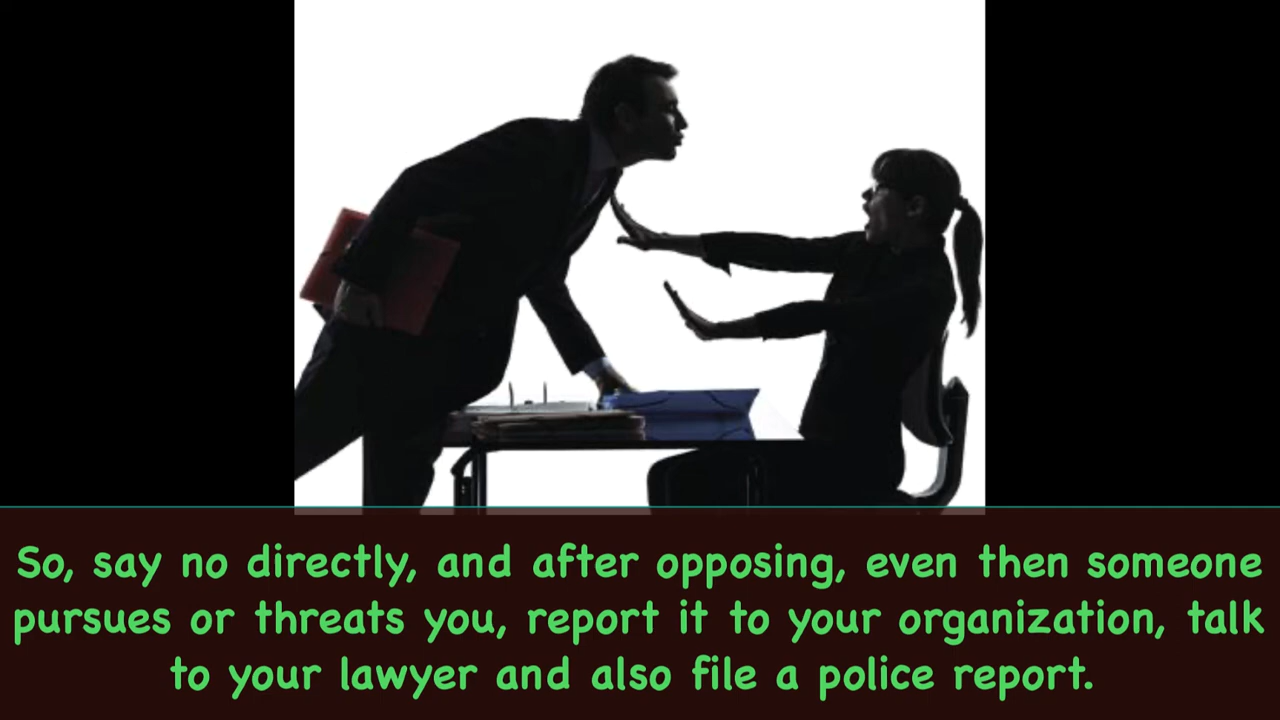 So, say no directly, and after opposing, even then someone
pursues or threats you, report it to your organization, talk
to your lawyer and also file a police report.